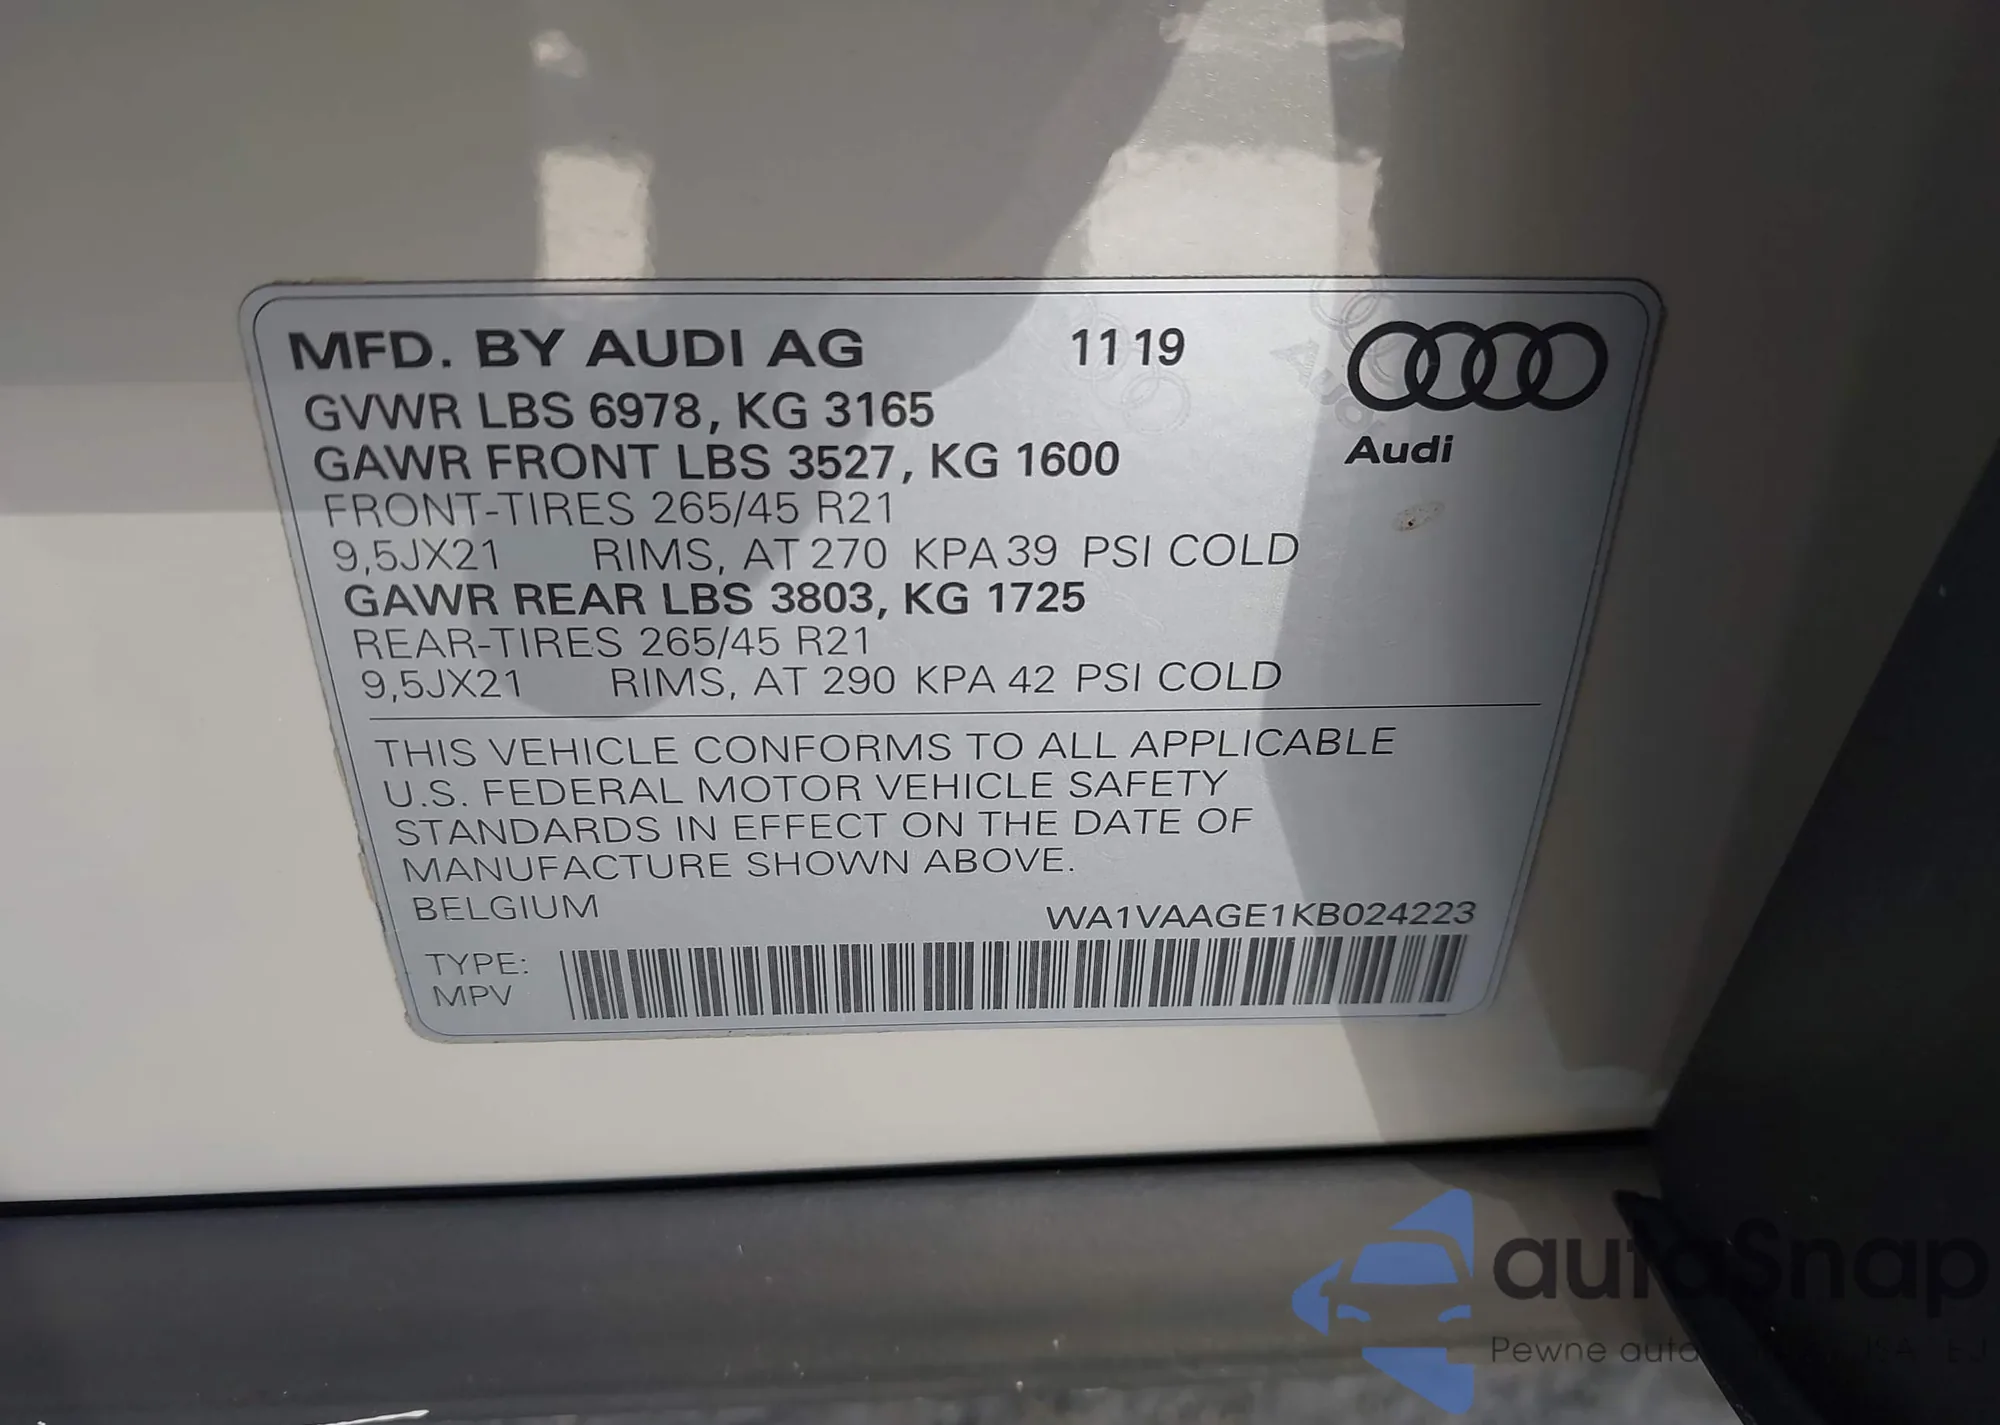 MFD. BY AUDI AG 11 19
GVWR LBS 6978, KG 3165
GAWR FRONT LBS 3527, KG 1600
Audi
FRONT-TIRES 265/45 R21
9,5JX21 RIMS, AT 270 KPA 39 PSI COLD
GAWR REAR LBS 3803, KG 1725
REAR-TIRES 265/45 R21
9,5JX21 RIMS, AT 290 KPA 42 PSI COLD
THIS VEHICLE CONFORMS TO ALL APPLICABLE
U.S. FEDERAL MOTOR VEHICLE SAFETY
STANDARDS IN EFFECT ON THE DATE OF
MANUFACTURE SHOWN ABOVE.
BELGIUM WA1VAAGE1KB024223
TYPE:
MPV
autoSnap
Pewne auta